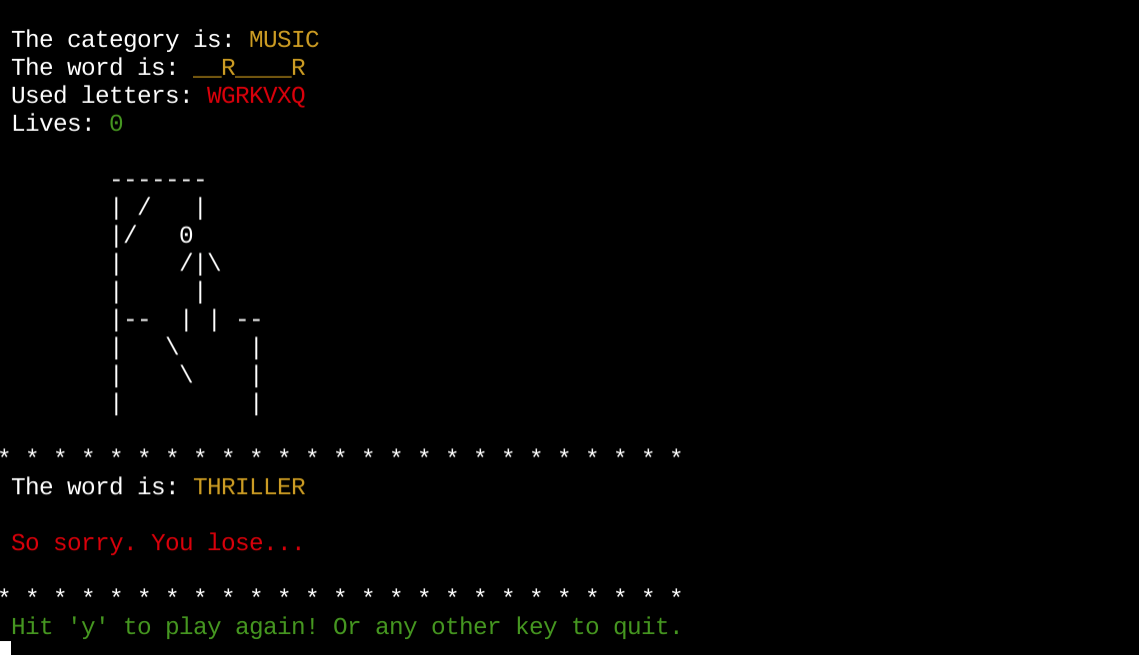 The category is: MUSIC
The word is: __R____R
Used letters: WGRKVXQ
Lives: 0
-------
| /   |
|/   0
|    /|\
|     |
|--  | | --
|   \     |
|    \    |
|         |
* * * * * * * * * * * * * * * * * * * * * * * * *
The word is: THRILLER
So sorry. You lose...
* * * * * * * * * * * * * * * * * * * * * * * * *
Hit 'y' to play again! Or any other key to quit.